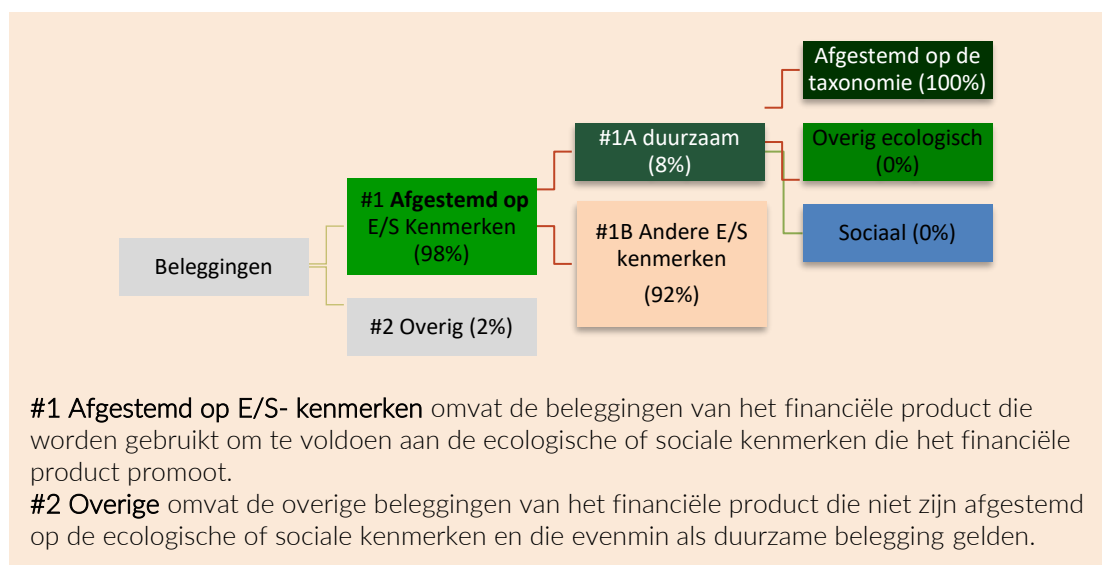 Beleggingen
#1 Afgestemd op
E/S Kenmerken
(98%)
#2 Overig (2%)
#1A duurzaam
(8%)
#1B Andere E/S
kenmerken
(92%)
Afgestemd op de
taxonomie (100%)
Overig ecologisch
(0%)
Sociaal (0%)
#1 Afgestemd op E/S- kenmerken omvat de beleggingen van het financiële product die
worden gebruikt om te voldoen aan de ecologische of sociale kenmerken die het financiële
product promoot.
#2 Overige omvat de overige beleggingen van het financiële product die niet zijn afgestemd
op de ecologische of sociale kenmerken en die evenmin als duurzame belegging gelden.